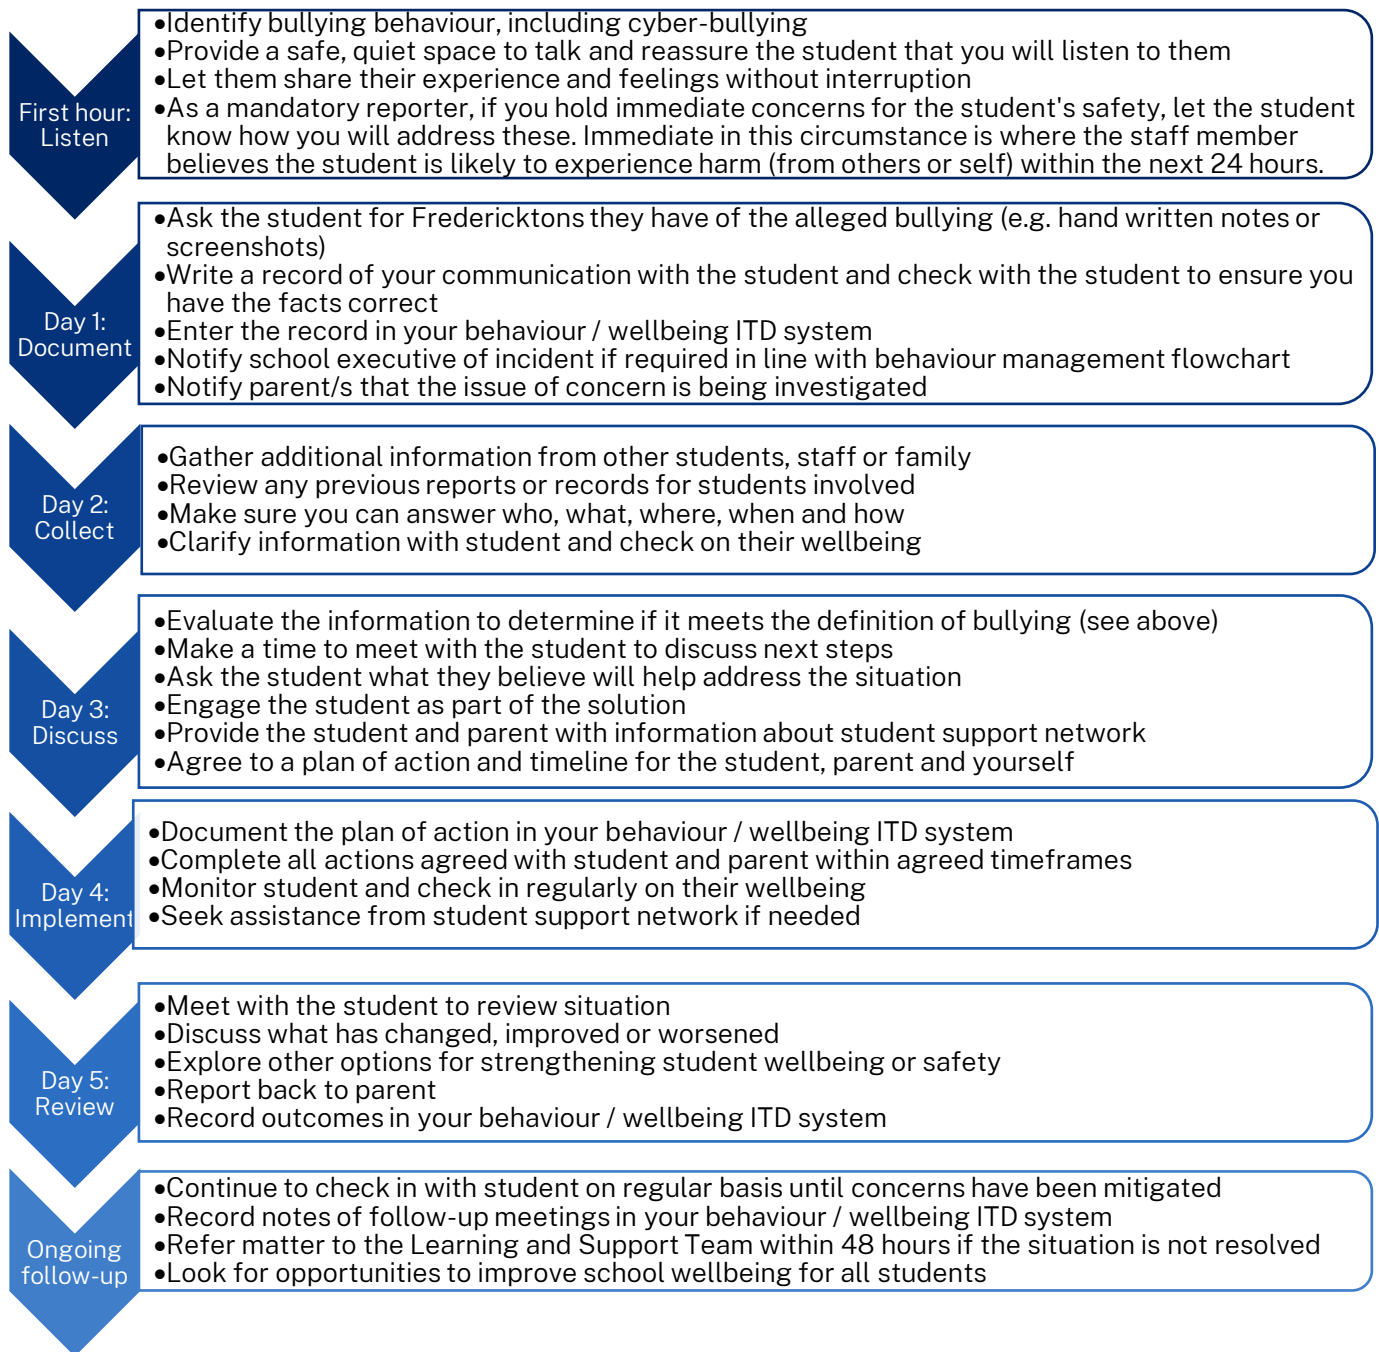 First hour:
Listen
•Identify bullying behaviour, including cyber-bullying
•Provide a safe, quiet space to talk and reassure the student that you will listen to them
•Let them share their experience and feelings without interruption
•As a mandatory reporter, if you hold immediate concerns for the student's safety, let the student
know how you will address these. Immediate in this circumstance is where the staff member
believes the student is likely to experience harm (from others or self) within the next 24 hours.
Day 1:
Document
•Ask the student for Fredericktons they have of the alleged bullying (e.g. hand written notes or
screenshots)
•Write a record of your communication with the student and check with the student to ensure you
have the facts correct
•Enter the record in your behaviour / wellbeing ITD system
•Notify school executive of incident if required in line with behaviour management flowchart
•Notify parent/s that the issue of concern is being investigated
Day 2:
Collect
•Gather additional information from other students, staff or family
•Review any previous reports or records for students involved
•Make sure you can answer who, what, where, when and how
•Clarify information with student and check on their wellbeing
Day 3:
Discuss
•Evaluate the information to determine if it meets the definition of bullying (see above)
•Make a time to meet with the student to discuss next steps
•Ask the student what they believe will help address the situation
•Engage the student as part of the solution
•Provide the student and parent with information about student support network
•Agree to a plan of action and timeline for the student, parent and yourself
Day 4:
Implement
•Document the plan of action in your behaviour / wellbeing ITD system
•Complete all actions agreed with student and parent within agreed timeframes
•Monitor student and check in regularly on their wellbeing
•Seek assistance from student support network if needed
Day 5:
Review
•Meet with the student to review situation
•Discuss what has changed, improved or worsened
•Explore other options for strengthening student wellbeing or safety
•Report back to parent
•Record outcomes in your behaviour / wellbeing ITD system
Ongoing
follow-up
•Continue to check in with student on regular basis until concerns have been mitigated
•Record notes of follow-up meetings in your behaviour / wellbeing ITD system
•Refer matter to the Learning and Support Team within 48 hours if the situation is not resolved
•Look for opportunities to improve school wellbeing for all students